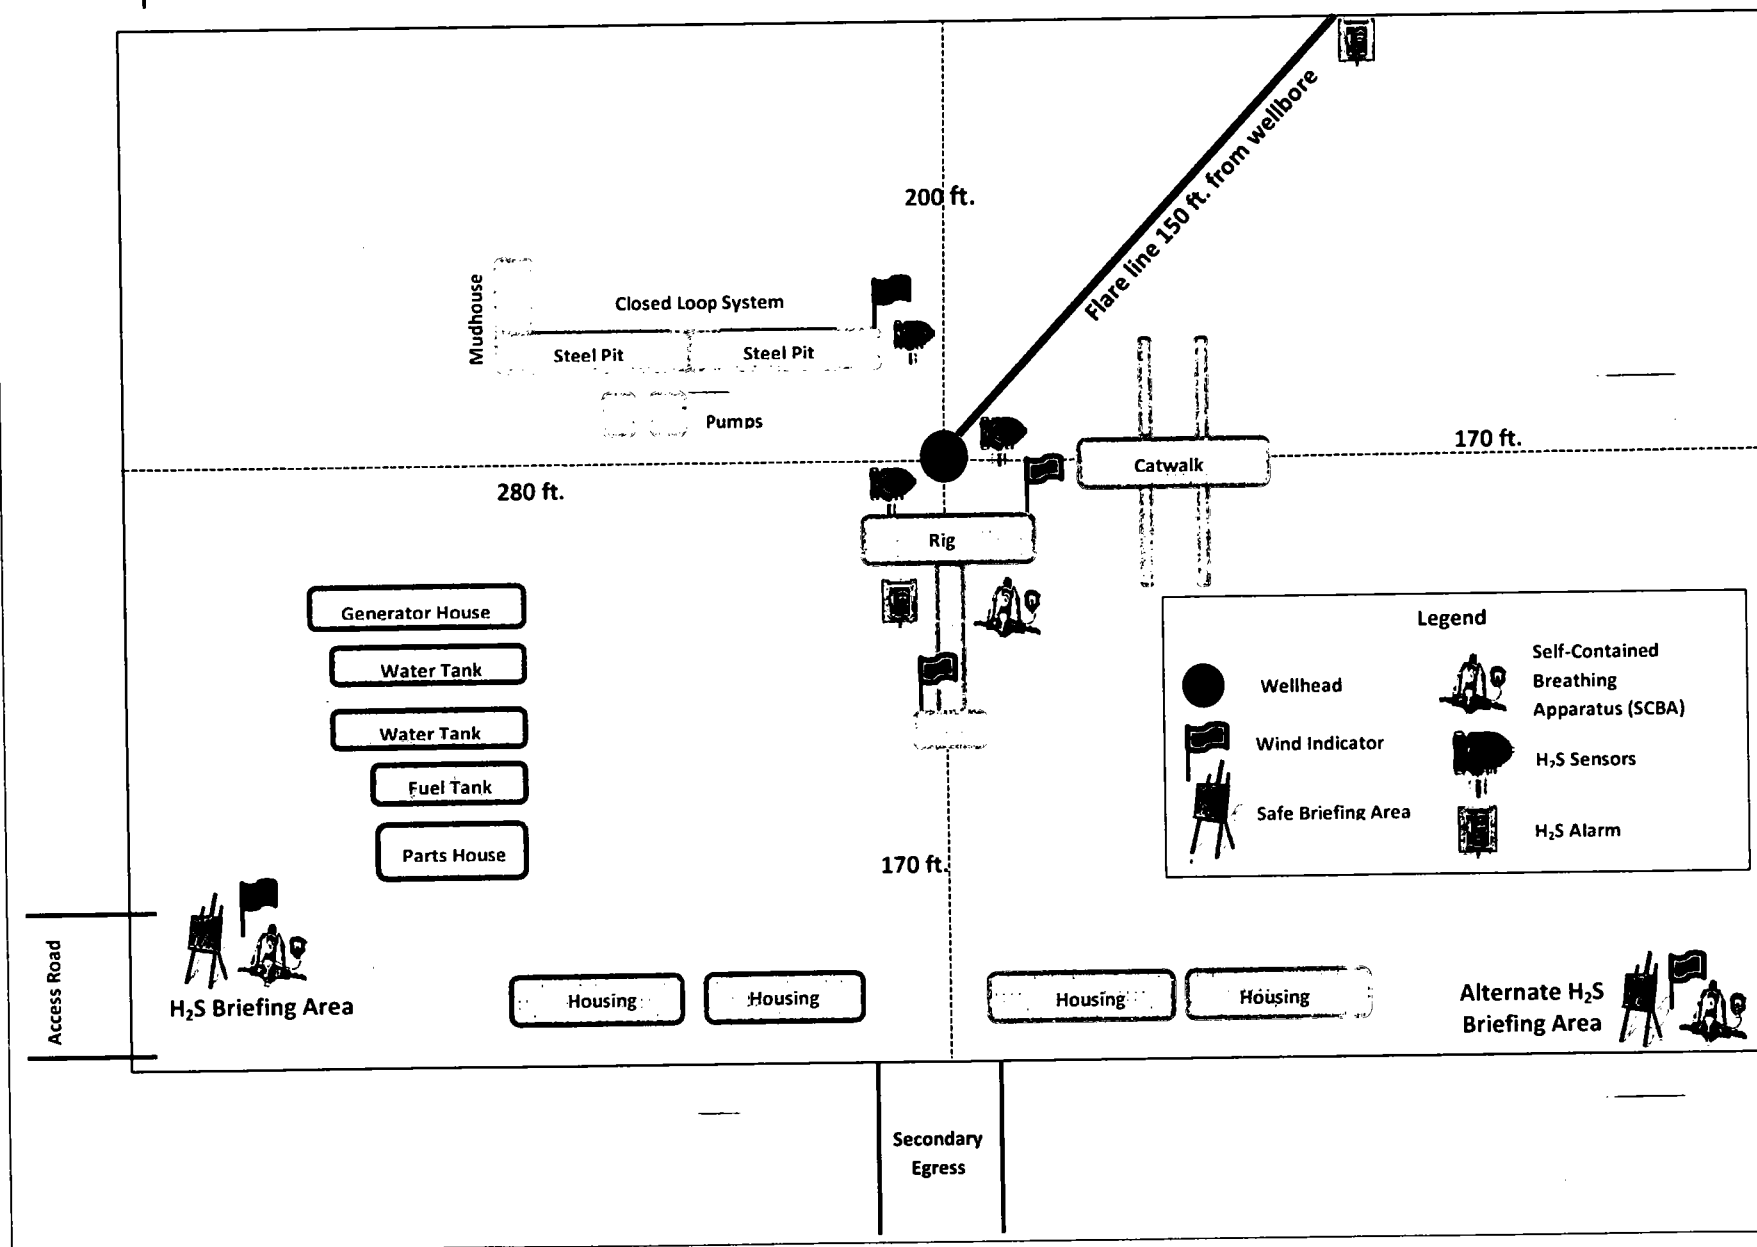 200 ft.
Flare line 150 ft. from wellbore
Mudhouse
Closed Loop System
Steel Pit
Steel Pit
Pumps
170 ft.
Catwalk
280 ft.
Rig
Generator House
Water Tank
Water Tank
Fuel Tank
Parts House
170 ft.
Legend
Wellhead
Self-Contained
Breathing
Apparatus (SCBA)
Wind Indicator
H₂S Sensors
Safe Briefing Area
H₂S Alarm
Access Road
H₂S Briefing Area
Housing
Housing
Housing
Housing
Alternate H₂S
Briefing Area
Secondary
Egress